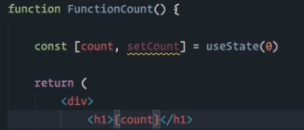 function FunctionCount() {
const [count, setCount] = useState(0)
return (
<div>
<h1>{count}</h1>